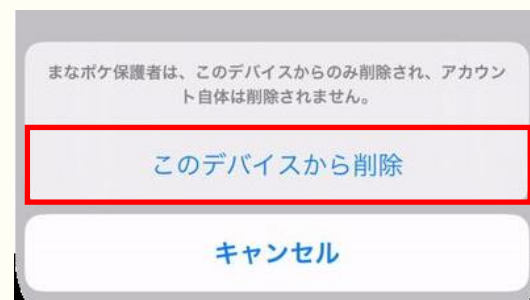 まなポケ保護者は、このデバイスからのみ削除され、アカウン
ト自体は削除されません。
このデバイスから削除
キャンセル